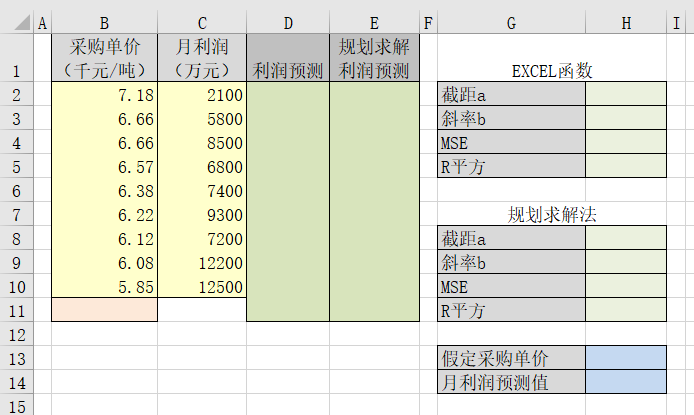 A B C D E F G H I
采购单价 月利润 规划求解
1 （千元/吨） （万元） 利润预测 利润预测 EXCEL函数
2 7.18 2100 截距a
3 6.66 5800 斜率b
4 6.66 8500 MSE
5 6.57 6800 R平方
6 6.38 7400
7 6.22 9300 规划求解法
8 6.12 7200 截距a
9 6.08 12200 斜率b
10 5.85 12500 MSE
11 R平方
12
13 假定采购单价
14 月利润预测值
15